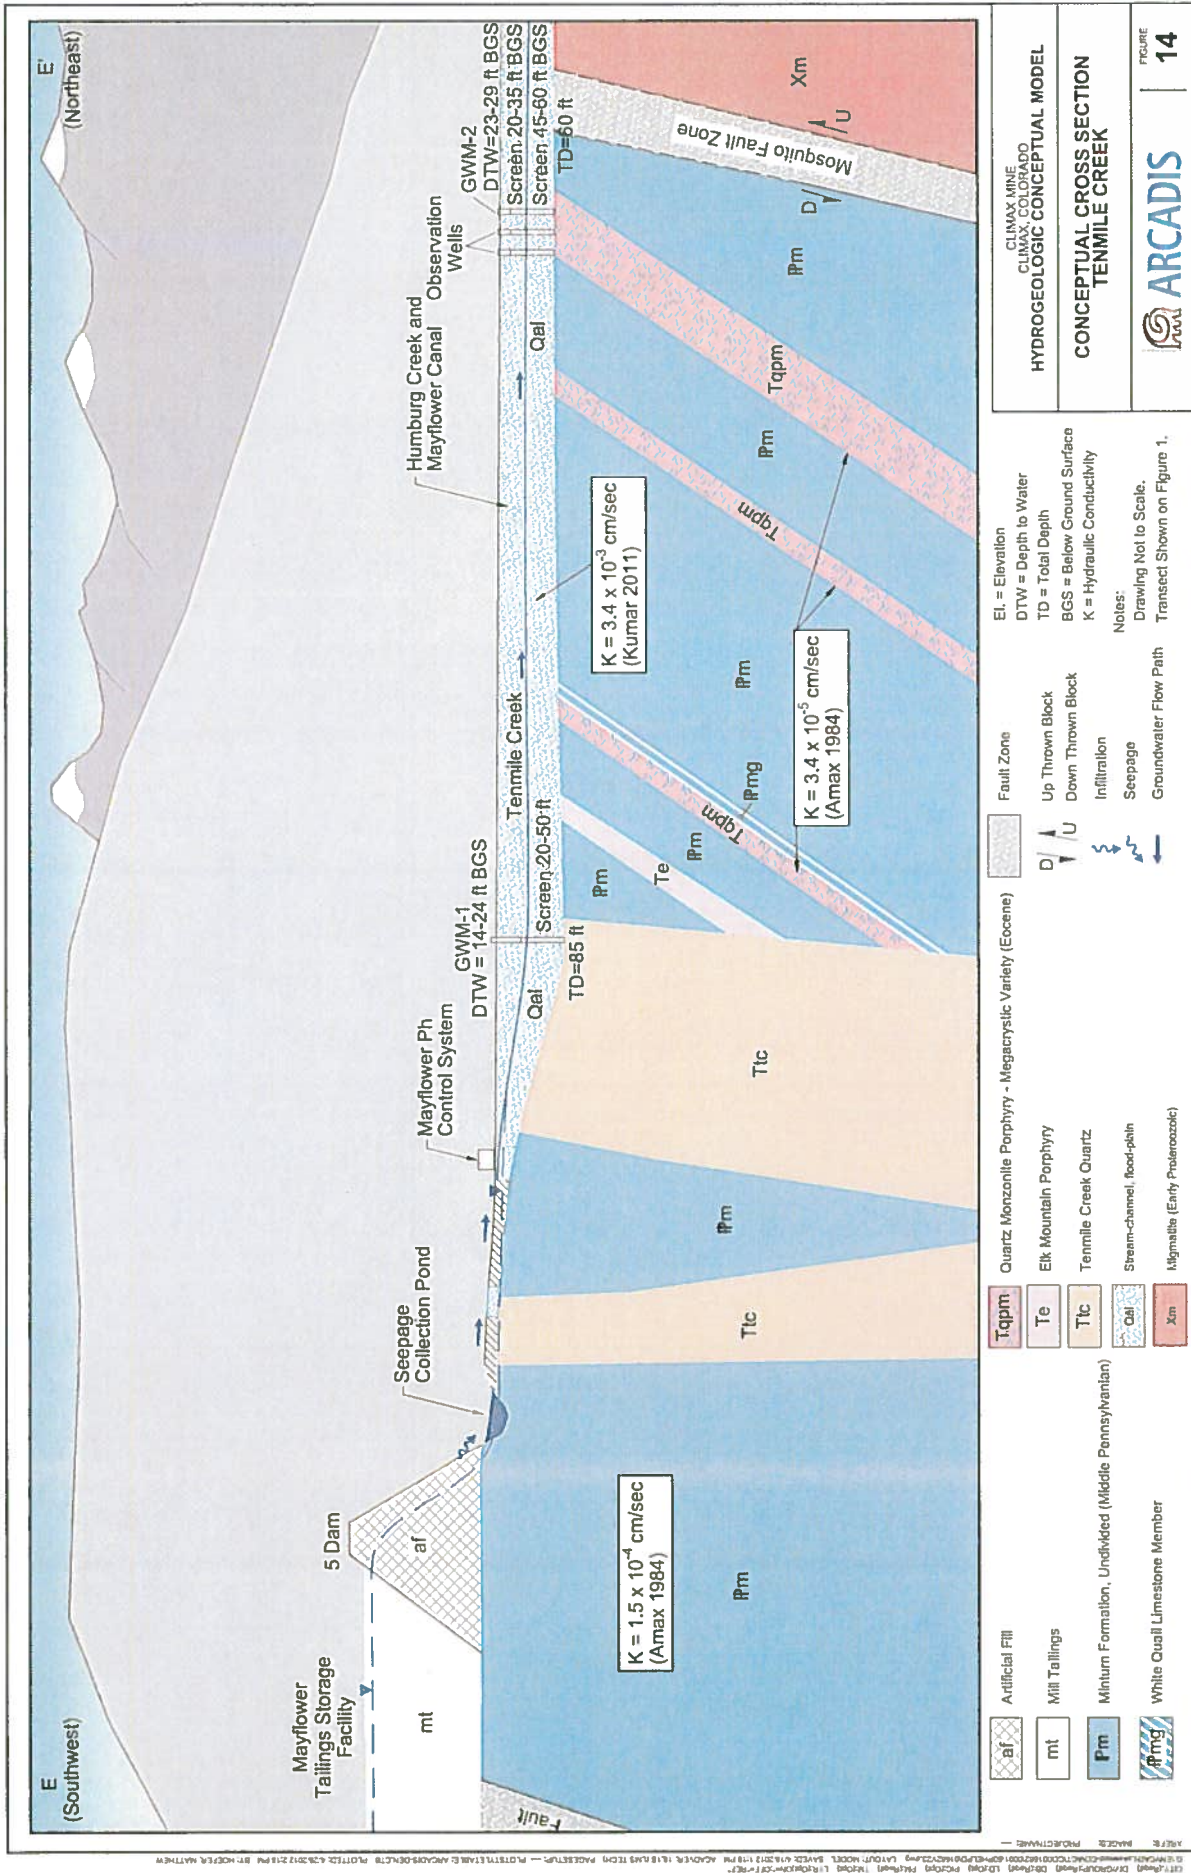 E
(Southwest)
E'
(Northeast)
Mayflower
Tailings Storage
Facility
5 Dam
Seepage
Collection Pond
Mayflower Ph
Control System
GWM-1
DTW = 14-24 ft BGS
Humburg Creek and
Mayflower Canal
Observation
Wells
GWM-2
DTW=23-29 ft BGS
Screen 20-35 ft BGS
Screen 45-60 ft BGS
TD=60 ft
mt
af
Tenmile Creek
Screen 20-50 ft
Qal
Qal
TD=85 ft
Fault
K = 1.5 x 10⁻⁴ cm/sec
(Amax 1984)
K = 3.4 x 10⁻³ cm/sec
(Kumar 2011)
K = 3.4 x 10⁻⁵ cm/sec
(Amax 1984)
ℙm
Ttc
ℙm
Ttc
ℙm
Te
ℙm
Tqpm
ℙmg
ℙm
Tqpm
ℙm
Tqpm
ℙm
Mosquito Fault Zone
D
U
Xm
af Artificial Fill
mt Mill Tailings
Pm Minturn Formation, Undivided (Middle Pennsylvanian)
ℙmg White Quail Limestone Member
Tqpm Quartz Monzonite Porphyry - Megacrystic Variety (Eocene)
Te Elk Mountain Porphyry
Ttc Tenmile Creek Quartz
Qal Stream-channel, flood-plain
Xm Migmatite (Early Proterozoic)
Fault Zone
D U Up Thrown Block
Down Thrown Block
Infiltration
Seepage
Groundwater Flow Path
El. = Elevation
DTW = Depth to Water
TD = Total Depth
BGS = Below Ground Surface
K = Hydraulic Conductivity
Notes:
Drawing Not to Scale.
Transect Shown on Figure 1.
CLIMAX MINE
CLIMAX, COLORADO
HYDROGEOLOGIC CONCEPTUAL MODEL
CONCEPTUAL CROSS SECTION
TENMILE CREEK
ARCADIS
FIGURE
14